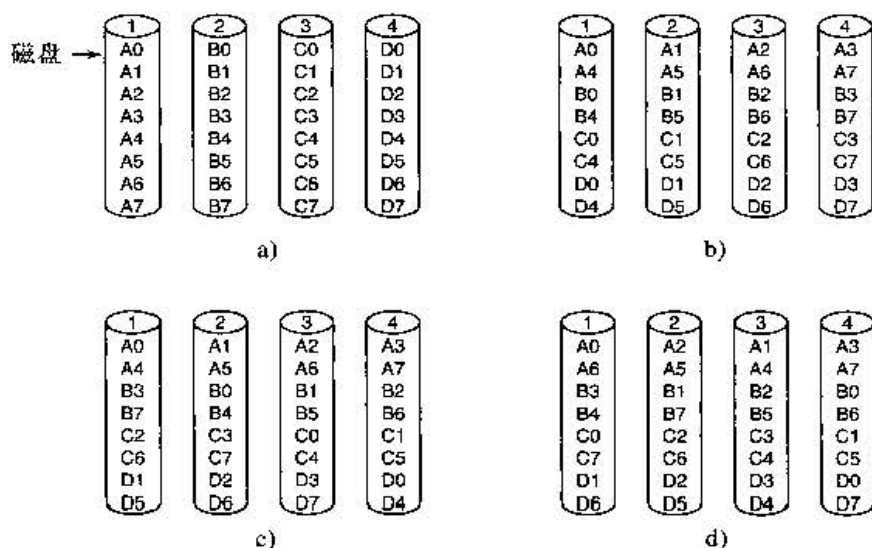 1 2 3 4
磁盘 → A0 B0 C0 D0
A1 B1 C1 D1
A2 B2 C2 D2
A3 B3 C3 D3
A4 B4 C4 D4
A5 B5 C5 D5
A6 B6 C6 D6
A7 B7 C7 D7
a)
1 2 3 4
A0 A1 A2 A3
A4 A5 A6 A7
B0 B1 B2 B3
B4 B5 B6 B7
C0 C1 C2 C3
C4 C5 C6 C7
D0 D1 D2 D3
D4 D5 D6 D7
b)
1 2 3 4
A0 A1 A2 A3
A4 A5 A6 A7
B3 B0 B1 B2
B7 B4 B5 B6
C2 C3 C0 C1
C6 C7 C4 C5
D1 D2 D3 D0
D5 D6 D7 D4
c)
1 2 3 4
A0 A2 A1 A3
A6 A5 A4 A7
B3 B1 B2 B0
B4 B7 B5 B6
C0 C2 C3 C1
C7 C6 C4 C5
D1 D2 D3 D0
D6 D5 D4 D7
d)